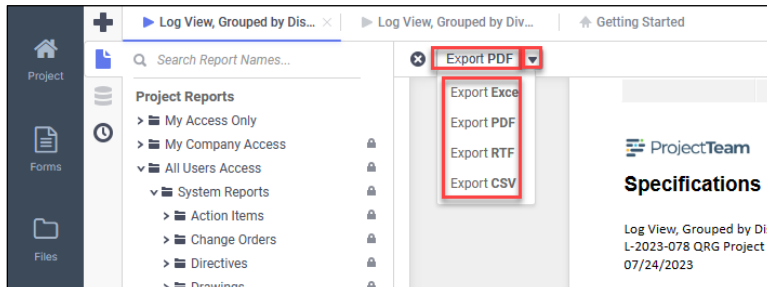 Log View, Grouped by Dis...
Log View, Grouped by Div...
Getting Started
Project
Forms
Files
Search Report Names...
Project Reports
My Access Only
My Company Access
All Users Access
System Reports
Action Items
Change Orders
Directives
Drawings
Export PDF
Export Excel
Export PDF
Export RTF
Export CSV
ProjectTeam
Specifications
Log View, Grouped by Di
L-2023-078 QRG Project
07/24/2023